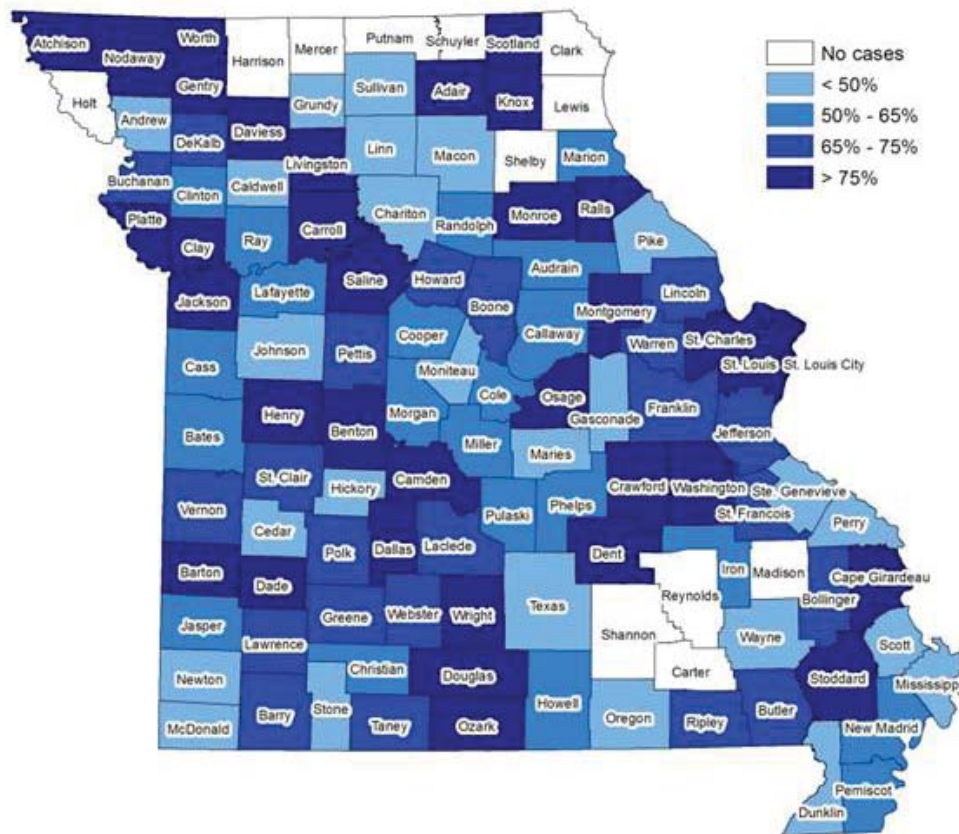 Atchison
Nodaway
Worth
Gentry
Harrison
Mercer
Putnam
Schuyler
Scotland
Clark
Holt
Andrew
DeKalb
Daviess
Grundy
Sullivan
Adair
Knox
Lewis
Livingston
Linn
Macon
Shelby
Marion
Buchanan
Clinton
Caldwell
Platte
Clay
Ray
Carroll
Chariton
Randolph
Monroe
Ralls
Pike
Jackson
Lafayette
Saline
Howard
Boone
Audrain
Callaway
Montgomery
Lincoln
Warren
St. Charles
St. Louis
St. Louis City
Cass
Johnson
Pettis
Cooper
Moniteau
Cole
Osage
Gasconade
Franklin
Jefferson
Bates
Henry
Benton
Morgan
Miller
Maries
Vernon
St. Clair
Hickory
Camden
Pulaski
Phelps
Crawford
Washington
Ste. Genevieve
St. Francois
Perry
Cedar
Polk
Dallas
Laclede
Dent
Iron
Madison
Cape Girardeau
Bollinger
Barton
Dade
Greene
Webster
Wright
Texas
Reynolds
Shannon
Wayne
Scott
Jasper
Lawrence
Christian
Douglas
Carter
Stoddard
Mississippi
Newton
McDonald
Barry
Stone
Taney
Ozark
Howell
Oregon
Ripley
Butler
New Madrid
Pemiscot
Dunklin
No cases
< 50%
50% - 65%
65% - 75%
> 75%